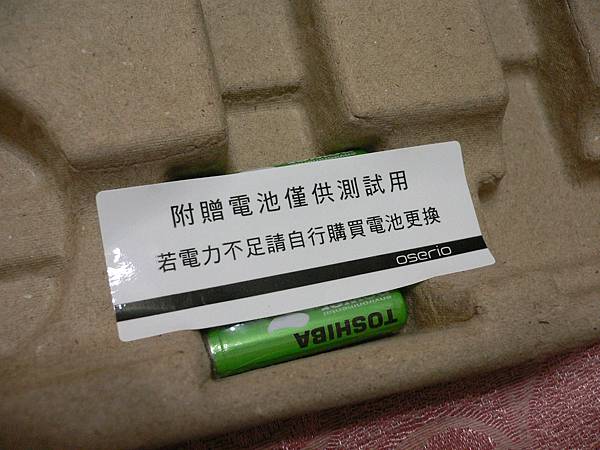 附贈電池僅供測試用
若電力不足請自行購買電池更換
oserio
environmental
TOSHIBA